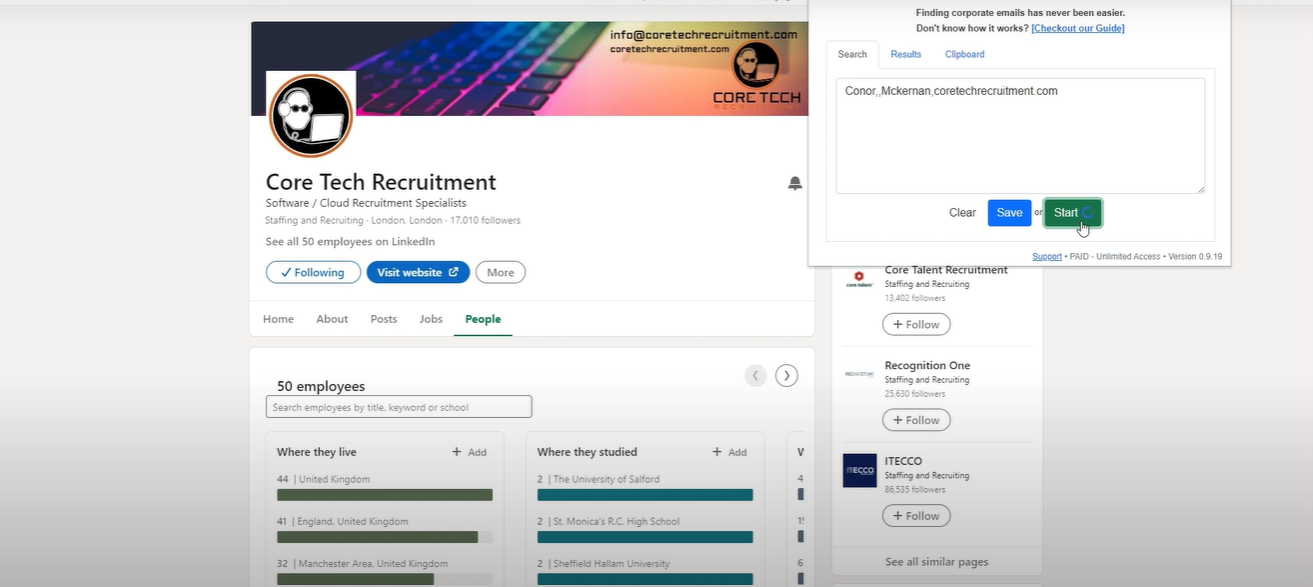 info@coretechrecruitment.com
coretechrecruitment.com
CORE TECH
Core Tech Recruitment
Software / Cloud Recruitment Specialists
Staffing and Recruiting · London, London · 17,010 followers
See all 50 employees on LinkedIn
✓ Following
Visit website
More
Home
About
Posts
Jobs
People
50 employees
Search employees by title, keyword or school
Where they live
+ Add
44 | United Kingdom
41 | England, United Kingdom
32 | Manchester Area, United Kingdom
Where they studied
+ Add
2 | The University of Salford
2 | St. Monica's R.C. High School
2 | Sheffield Hallam University
Finding corporate emails has never been easier.
Don't know how it works? [Checkout our Guide]
Search
Results
Clipboard
Conor,,Mckernan,coretechrecruitment.com
Clear
Save
or
Start
Support • PAID - Unlimited Access • Version 0.9.19
Core Talent Recruitment
Staffing and Recruiting
13,402 followers
+ Follow
Recognition One
Staffing and Recruiting
25,630 followers
+ Follow
ITECCO
ITECCO
Staffing and Recruiting
86,535 followers
+ Follow
See all similar pages